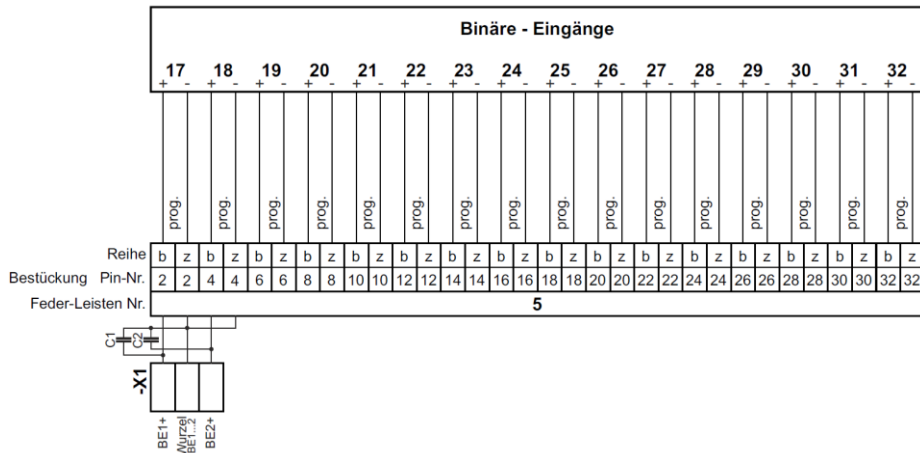 Binäre - Eingänge
17 18 19 20 21 22 23 24 25 26 27 28 29 30 31 32
+ - + - + - + - + - + - + - + - + - + - + - + - + - + - + - + -
prog. prog. prog. prog. prog. prog. prog. prog. prog. prog. prog. prog. prog. prog. prog. prog.
Reihe b z b z b z b z b z b z b z b z b z b z b z b z b z b z b z b z
Bestückung Pin-Nr. 2 2 4 4 6 6 8 8 10 10 12 12 14 14 16 16 18 18 20 20 22 22 24 24 26 26 28 28 30 30 32 32
Feder-Leisten Nr. 5
C1
C2
-X1
BE1+
Wurzel
BE1...2
BE2+